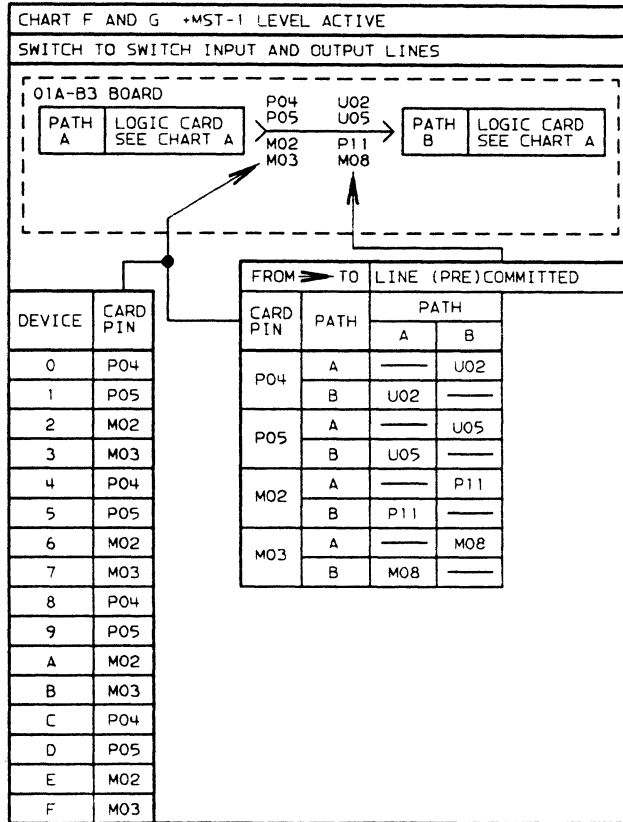 CHART F AND G +MST-1 LEVEL ACTIVE
SWITCH TO SWITCH INPUT AND OUTPUT LINES
01A-B3 BOARD
PATH A LOGIC CARD SEE CHART A
P04 U02
P05 U05
M02 P11
M03 M08
PATH B LOGIC CARD SEE CHART A
DEVICE CARD PIN
0 P04
1 P05
2 M02
3 M03
4 P04
5 P05
6 M02
7 M03
8 P04
9 P05
A M02
B M03
C P04
D P05
E M02
F M03
FROM TO LINE (PRE)COMMITTED
CARD PIN PATH PATH
A B
P04 A — U02
B U02 —
P05 A — U05
B U05 —
M02 A — P11
B P11 —
M03 A — M08
B M08 —